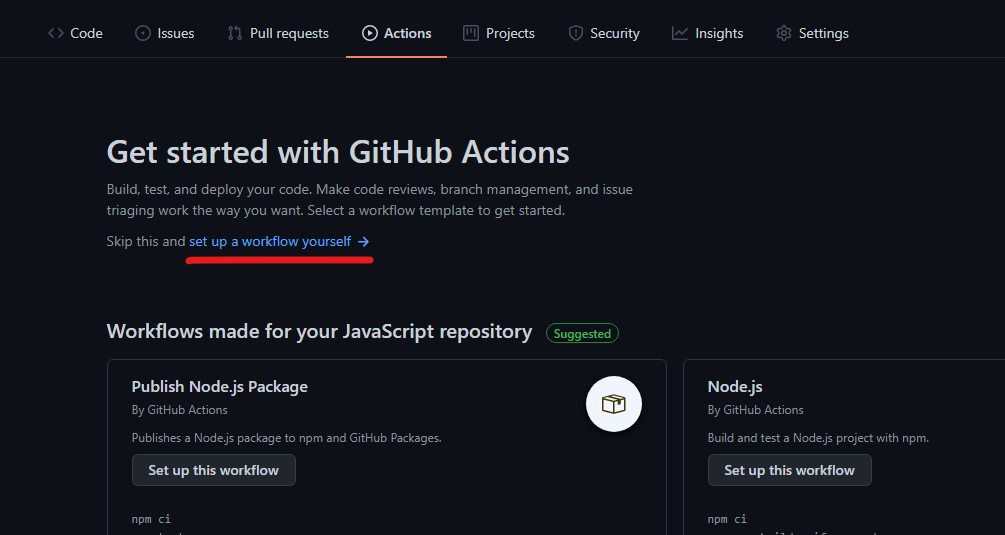 Code Issues Pull requests Actions Projects Security Insights Settings
Get started with GitHub Actions
Build, test, and deploy your code. Make code reviews, branch management, and issue
triaging work the way you want. Select a workflow template to get started.
Skip this and set up a workflow yourself →
Workflows made for your JavaScript repository Suggested
Publish Node.js Package
By GitHub Actions
Publishes a Node.js package to npm and GitHub Packages.
Set up this workflow
npm ci
Node.js
By GitHub Actions
Build and test a Node.js project with npm.
Set up this workflow
npm ci